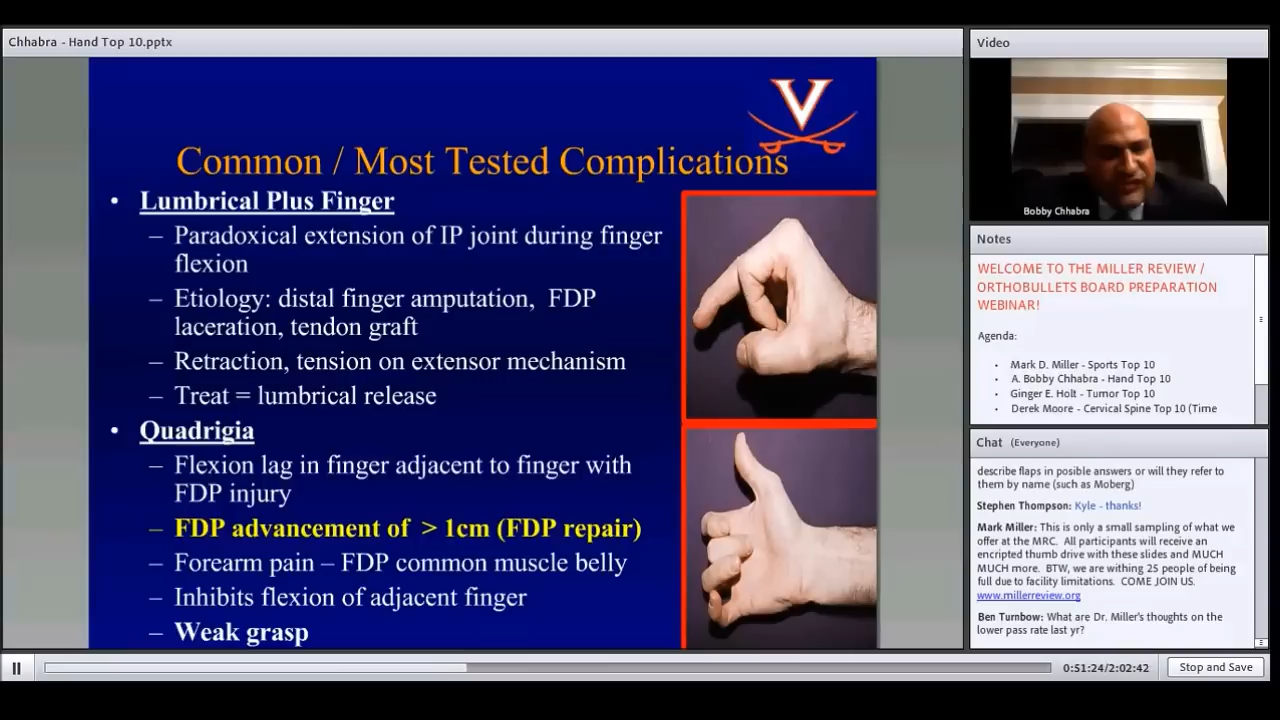 Chhabra - Hand Top 10.pptx
V
Common / Most Tested Complications
• Lumbrical Plus Finger
– Paradoxical extension of IP joint during finger
flexion
– Etiology: distal finger amputation, FDP
laceration, tendon graft
– Retraction, tension on extensor mechanism
– Treat = lumbrical release
• Quadrigia
– Flexion lag in finger adjacent to finger with
FDP injury
– FDP advancement of > 1cm (FDP repair)
– Forearm pain – FDP common muscle belly
– Inhibits flexion of adjacent finger
– Weak grasp
Video
Bobby Chhabra
Notes
WELCOME TO THE MILLER REVIEW /
ORTHOBULLETS BOARD PREPARATION
WEBINAR!
Agenda:
• Mark D. Miller - Sports Top 10
• A. Bobby Chhabra - Hand Top 10
• Ginger E. Holt - Tumor Top 10
• Derek Moore - Cervical Spine Top 10 (Time
Chat (Everyone)
describe flaps in posible answers or will they refer to
them by name (such as Moberg)
Stephen Thompson: Kyle - thanks!
Mark Miller: This is only a small sampling of what we
offer at the MRC. All participants will receive an
encripted thumb drive with these slides and MUCH
MUCH more. BTW, we are withing 25 people of being
full due to facility limitations. COME JOIN US.
www.millerreview.org
Ben Turnbow: What are Dr. Miller's thoughts on the
lower pass rate last yr?
0:51:24/2:02:42
Stop and Save